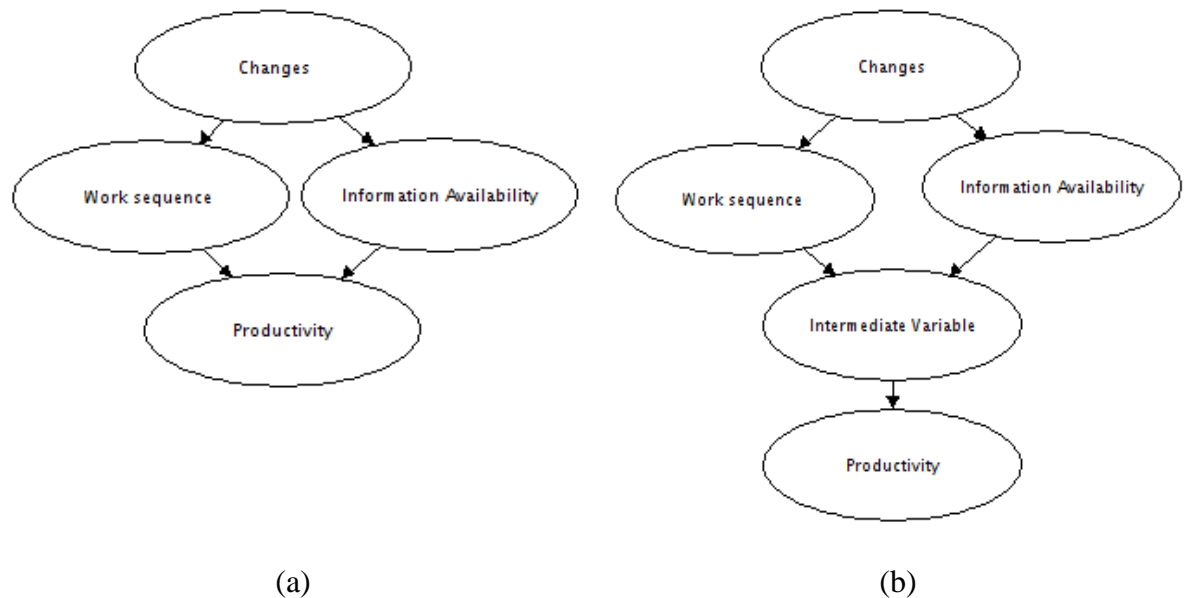 Changes
Work sequence
Information Availability
Productivity
(a)
Changes
Work sequence
Information Availability
Intermediate Variable
Productivity
(b)